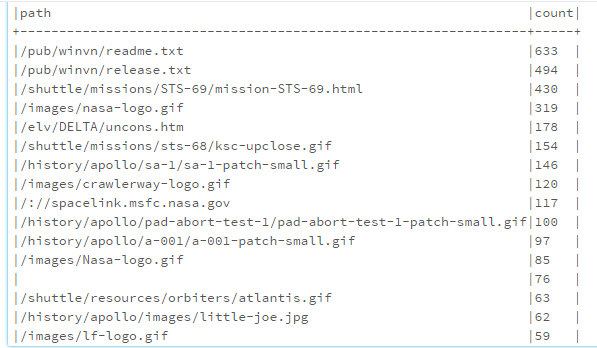 |path                                                              |count|
+------------------------------------------------------------------+-----+
|/pub/winvn/readme.txt                                             |633  |
|/pub/winvn/release.txt                                            |494  |
|/shuttle/missions/STS-69/mission-STS-69.html                      |430  |
|/images/nasa-logo.gif                                             |319  |
|/elv/DELTA/uncons.htm                                             |178  |
|/shuttle/missions/sts-68/ksc-upclose.gif                          |154  |
|/history/apollo/sa-1/sa-1-patch-small.gif                         |146  |
|/images/crawlerway-logo.gif                                       |120  |
|/://spacelink.msfc.nasa.gov                                       |117  |
|/history/apollo/pad-abort-test-1/pad-abort-test-1-patch-small.gif|100  |
|/history/apollo/a-001/a-001-patch-small.gif                       |97   |
|/images/Nasa-logo.gif                                             |85   |
|                                                                  |76   |
|/shuttle/resources/orbiters/atlantis.gif                          |63   |
|/history/apollo/images/little-joe.jpg                             |62   |
|/images/lf-logo.gif                                               |59   |